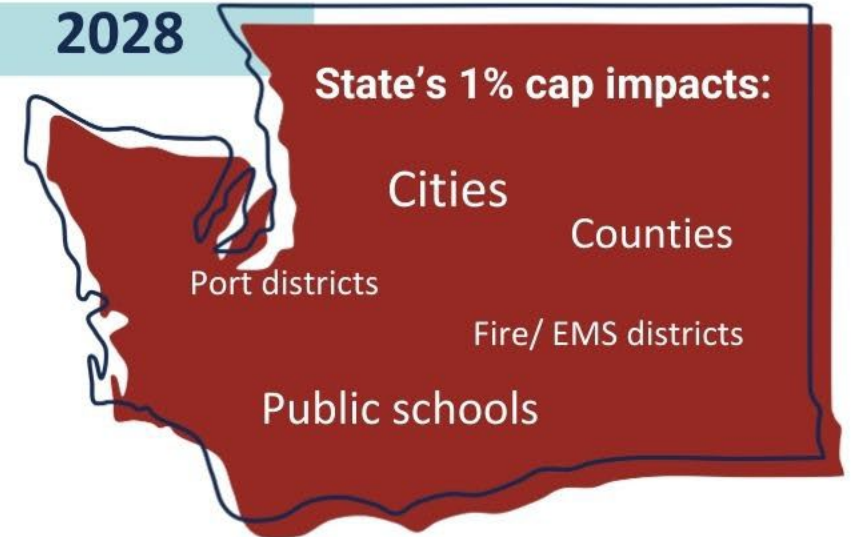 2028
State’s 1% cap impacts:
Cities
Counties
Port districts
Fire/ EMS districts
Public schools